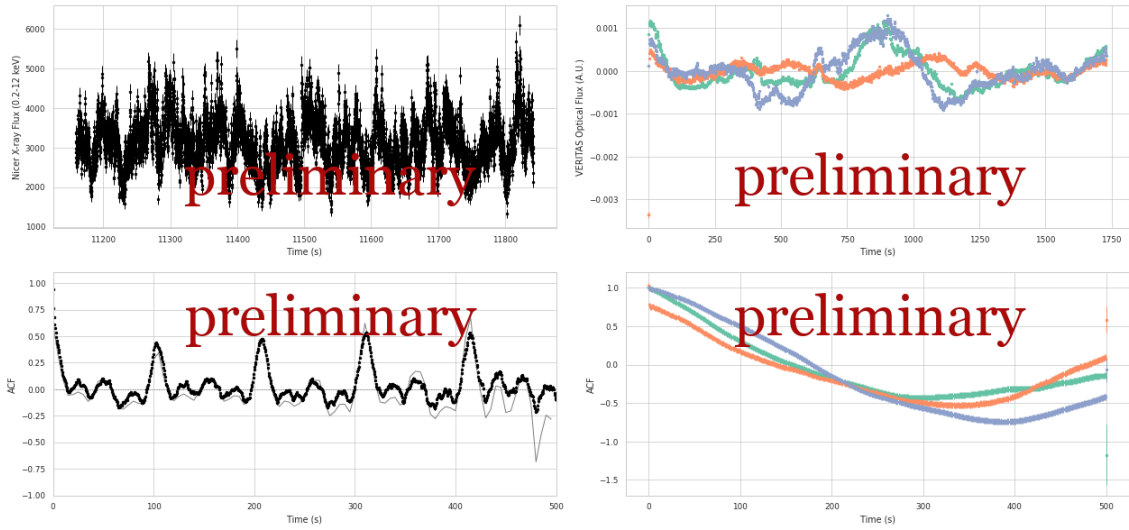 6000
5000
4000
3000
2000
1000
Nicer X-ray Flux (0.2-12 keV)
11200 11300 11400 11500 11600 11700 11800
Time (s)
preliminary
0.001
0.000
−0.001
−0.002
−0.003
VERITAS Optical Flux (A.U.)
0 250 500 750 1000 1250 1500 1750
Time (s)
preliminary
1.00
0.75
0.50
0.25
0.00
−0.25
−0.50
−0.75
−1.00
ACF
0 100 200 300 400 500
Time (s)
preliminary
1.0
0.5
0.0
−0.5
−1.0
−1.5
ACF
0 100 200 300 400 500
Time (s)
preliminary